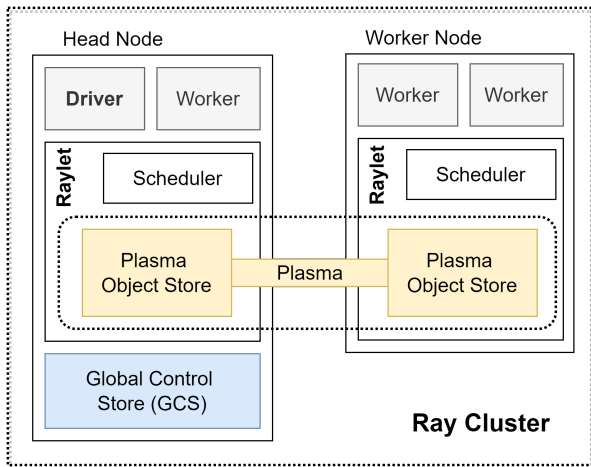 Head Node
Driver
Worker
Raylet
Scheduler
Plasma
Object Store
Global Control
Store (GCS)
Plasma
Worker Node
Worker
Worker
Raylet
Scheduler
Plasma
Object Store
Ray Cluster